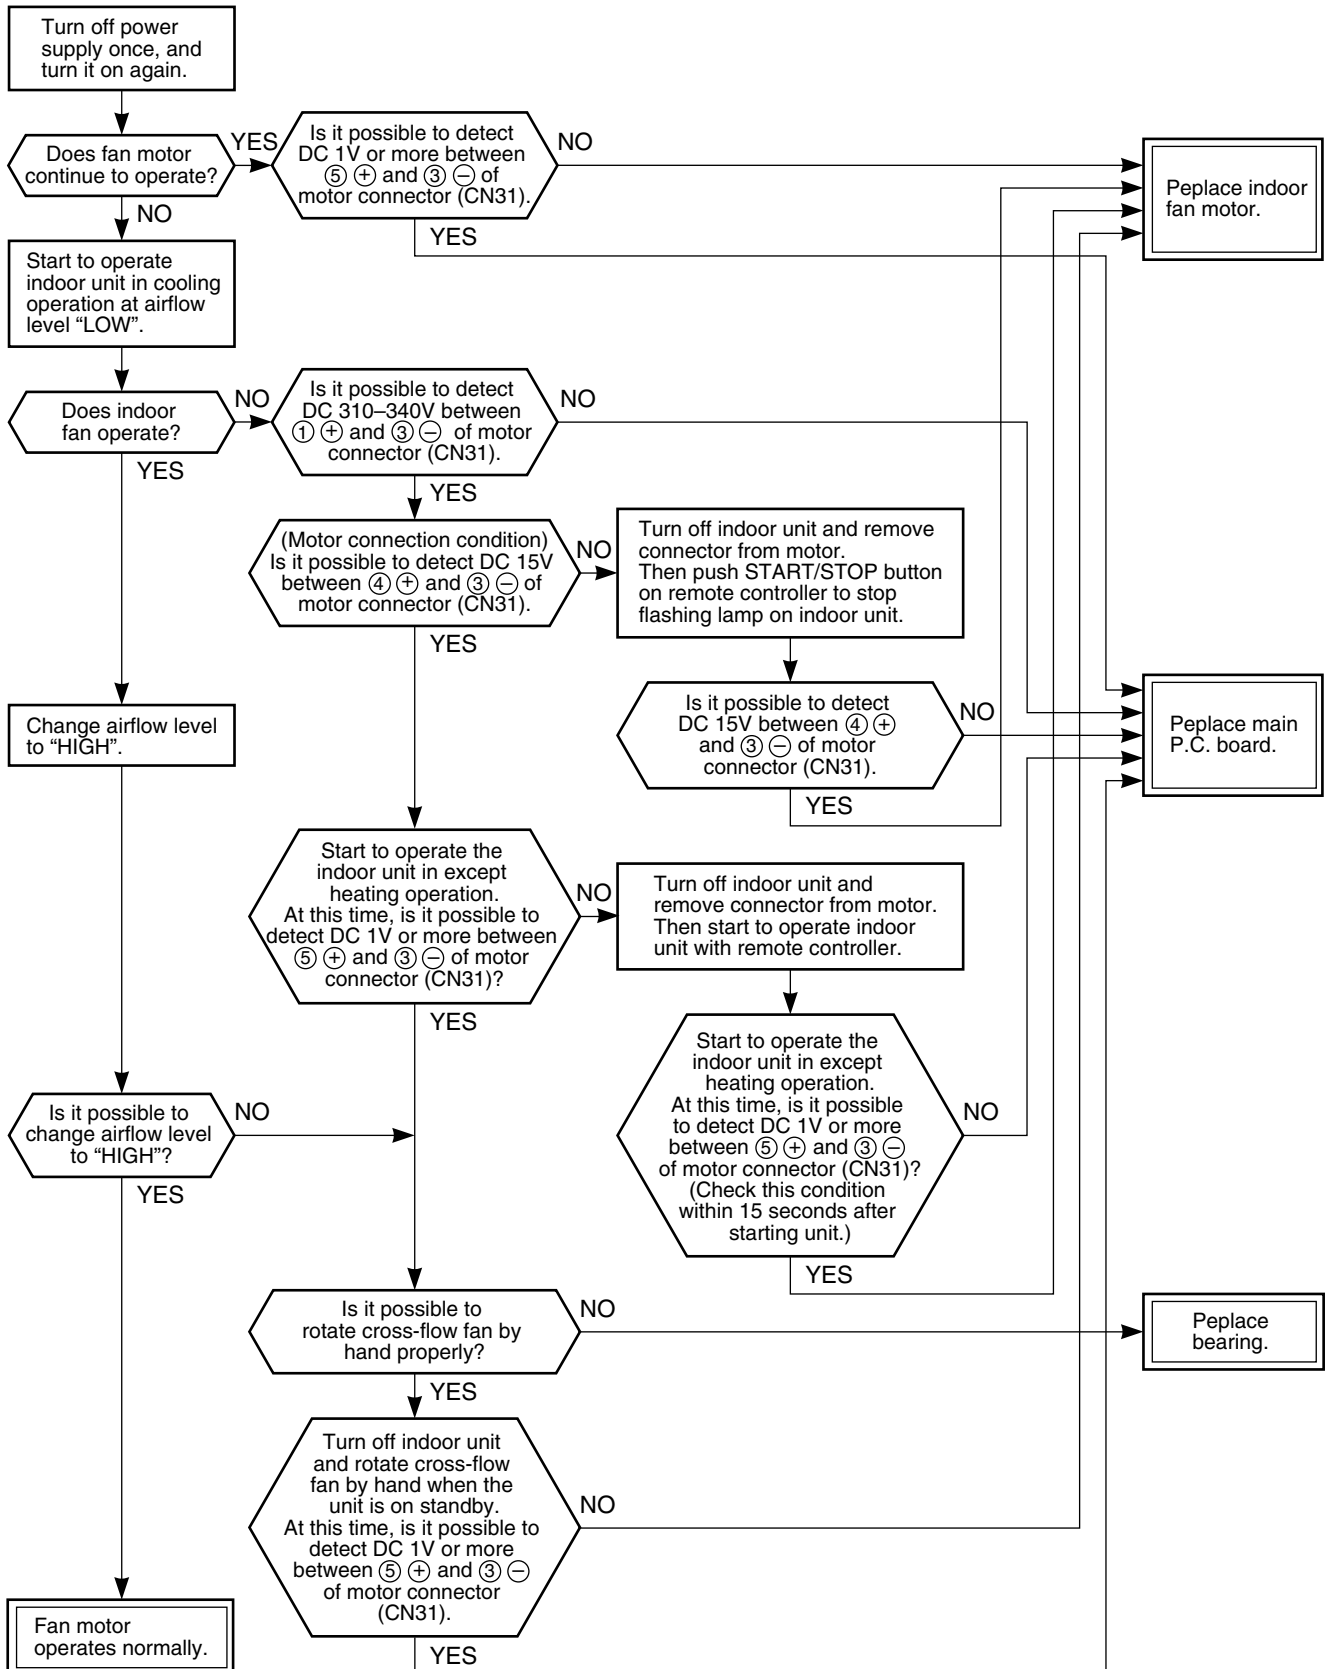 Turn off power
supply once, and
turn it on again.
Does fan motor
continue to operate?
YES
NO
Is it possible to detect
DC 1V or more between
⑤ ⊕ and ③ ⊖ of
motor connector (CN31).
NO
YES
Peplace indoor
fan motor.
Start to operate
indoor unit in cooling
operation at airflow
level “LOW”.
Does indoor
fan operate?
NO
YES
Is it possible to detect
DC 310–340V between
① ⊕ and ③ ⊖ of motor
connector (CN31).
NO
YES
(Motor connection condition)
Is it possible to detect DC 15V
between ④ ⊕ and ③ ⊖ of
motor connector (CN31).
NO
YES
Turn off indoor unit and remove
connector from motor.
Then push START/STOP button
on remote controller to stop
flashing lamp on indoor unit.
Is it possible to detect
DC 15V between ④ ⊕
and ③ ⊖ of motor
connector (CN31).
NO
YES
Peplace main
P.C. board.
Change airflow level
to “HIGH”.
Start to operate the
indoor unit in except
heating operation.
At this time, is it possible to
detect DC 1V or more between
⑤ ⊕ and ③ ⊖ of motor
connector (CN31)?
NO
YES
Turn off indoor unit and
remove connector from motor.
Then start to operate indoor
unit with remote controller.
Start to operate the
indoor unit in except
heating operation.
At this time, is it possible
to detect DC 1V or more
between ⑤ ⊕ and ③ ⊖
of motor connector (CN31)?
(Check this condition
within 15 seconds after
starting unit.)
NO
YES
Is it possible to
change airflow level
to “HIGH”?
NO
YES
Is it possible to
rotate cross-flow fan by
hand properly?
NO
YES
Peplace
bearing.
Turn off indoor unit
and rotate cross-flow
fan by hand when the
unit is on standby.
At this time, is it possible to
detect DC 1V or more
between ⑤ ⊕ and ③ ⊖
of motor connector
(CN31).
NO
YES
Fan motor
operates normally.